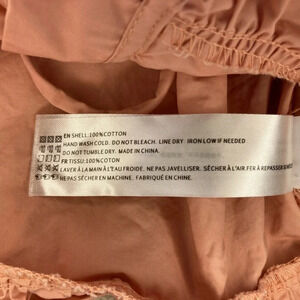 EN SHELL:100%COTTON
HAND WASH COLD. DO NOT BLEACH. LINE DRY. IRON LOW IF NEEDED
DO NOT TUMBLE DRY. MADE IN CHINA.
FR TISSU:100%COTTON
LAVER A LA MAIN A L'EAU FROIDE. NE PAS JAVELLISER. SÉCHER À L'AIR.FER À REPASSER
NE PAS SÉCHER EN MACHINE. FABRIQUÉ EN CHINE.